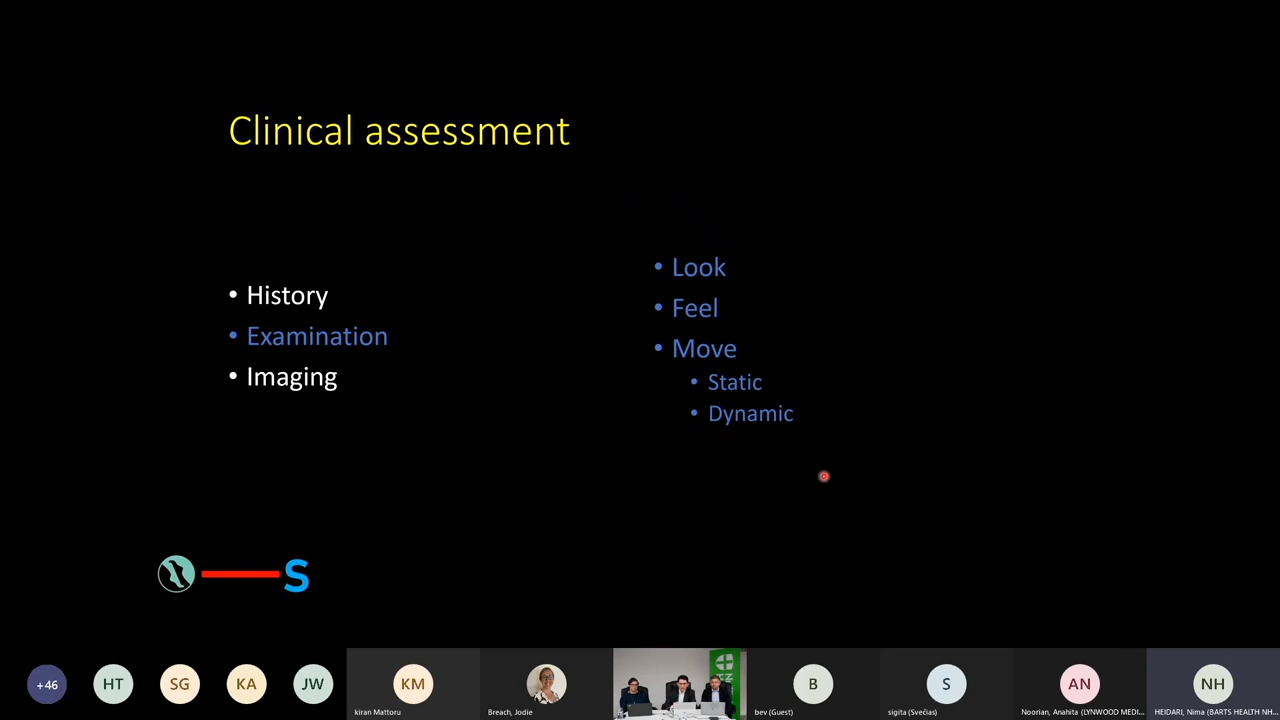 Clinical assessment
• History
• Examination
• Imaging
• Look
• Feel
• Move
• Static
• Dynamic
S
+46
HT
SG
KA
JW
KM
B
S
AN
NH
kiran Mattoru
Breach, Jodie
bev (Guest)
sigita (Svečias)
Noorian, Anahita (LYNWOOD MEDI...
HEIDARI, Nima (BARTS HEALTH NH...